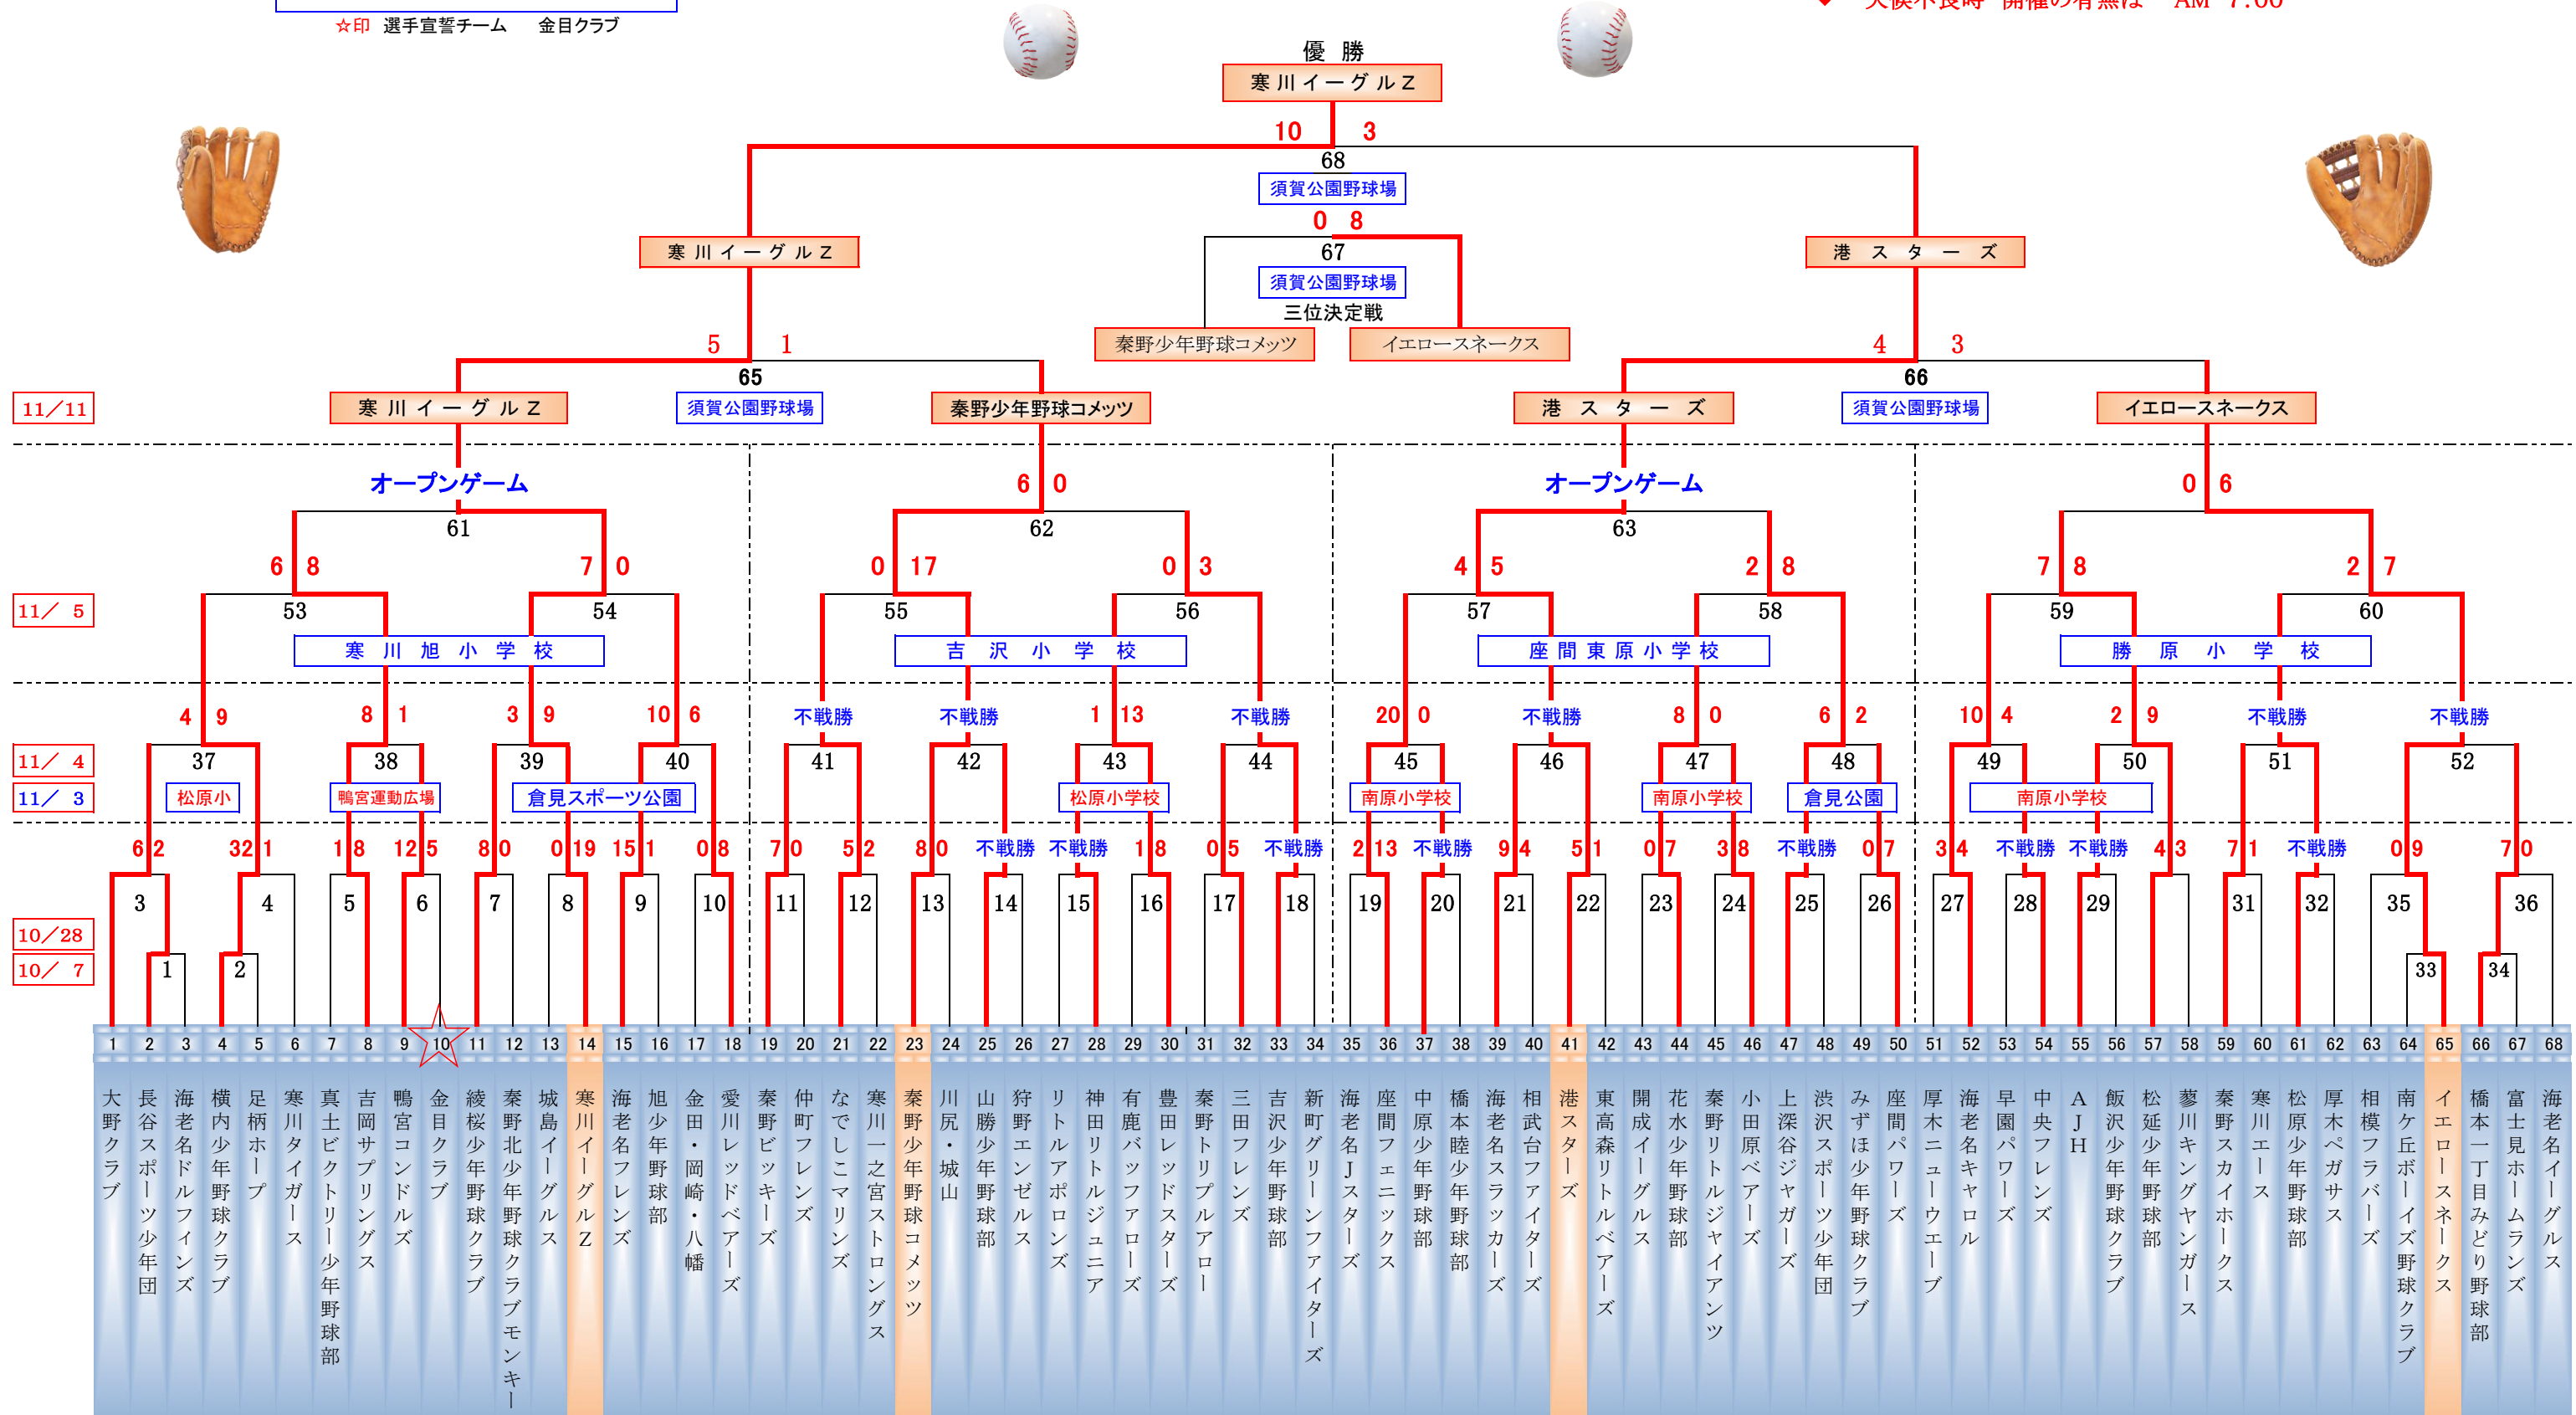 ☆印 選手宣誓チーム 金目クラブ
天候不良時 開催の有無は AM 7:00
優 勝
寒川イーグルZ
10 3
68
須賀公園野球場
0 8
67
須賀公園野球場
三位決定戦
秦野少年野球コメッツ イエロースネークス
寒川イーグルZ 港スターズ
5 1 4 3
65 66
11/11 寒川イーグルZ 須賀公園野球場 秦野少年野球コメッツ 港スターズ 須賀公園野球場 イエロースネークス
オープンゲーム 6 0 オープンゲーム 0 6
61 62 63
6 8 7 0 0 17 0 3 4 5 2 8 7 8 2 7
11/ 5 53 54 55 56 57 58 59 60
寒川旭小学校 吉沢小学校 座間東原小学校 勝原小学校
4 9 8 1 3 9 10 6 不戦勝 不戦勝 1 13 不戦勝 20 0 不戦勝 8 0 6 2 10 4 2 9 不戦勝 不戦勝
11/ 4 37 38 39 40 41 42 43 44 45 46 47 48 49 50 51 52
11/ 3 松原小 鴨宮運動広場 倉見スポーツ公園 松原小学校 南原小学校 南原小学校 倉見公園 南原小学校
6 2 32 1 1 8 12 5 8 0 0 19 15 1 0 8 7 0 5 2 8 0 不戦勝 不戦勝 1 8 0 5 不戦勝 2 13 不戦勝 9 4 5 1 0 7 3 8 不戦勝 0 7 3 4 不戦勝 不戦勝 4 3 7 1 不戦勝 0 9 7 0
3 4 5 6 7 8 9 10 11 12 13 14 15 16 17 18 19 20 21 22 23 24 25 26 27 28 29 31 32 35 36
10/28
10/ 7 1 2 33 34
1 2 3 4 5 6 7 8 9 10 11 12 13 14 15 16 17 18 19 20 21 22 23 24 25 26 27 28 29 30 31 32 33 34 35 36 37 38 39 40 41 42 43 44 45 46 47 48 49 50 51 52 53 54 55 56 57 58 59 60 61 62 63 64 65 66 67 68
大野クラブ
長谷スポーツ少年団
海老名ドルフィンズ
横内少年野球クラブ
足柄ホープ
寒川タイガース
真土ビクトリー少年野球部
吉岡サプリングス
鴨宮コンドルズ
金目クラブ
綾桜少年野球クラブ
秦野北少年野球クラブモンキー
城島イーグルス
寒川イーグルZ
海老名フレンズ
旭少年野球部
金田・岡崎・八幡
愛川レッドベアーズ
秦野ビッキーズ
仲町フレンズ
なでしこマリンズ
寒川一之宮ストロングス
秦野少年野球コメッツ
川尻・城山
山勝少年野球部
狩野エンゼルス
リトルアポロンズ
神田リトルジュニア
有鹿バッファローズ
豊田レッドスターズ
秦野トリプルアロー
三田フレンズ
吉沢少年野球部
新町グリーンファイターズ
海老名Jスターズ
座間フェニックス
中原少年野球部
橋本睦少年野球部
海老名スラッカーズ
相武台ファイターズ
港スターズ
東高森リトルベアーズ
開成イーグルス
花水少年野球部
秦野リトルジャイアンツ
小田原ベアーズ
上深谷ジャガーズ
渋沢スポーツ少年団
みずほ少年野球クラブ
座間パワーズ
厚木ニューウエーブ
海老名キャロル
早園パワーズ
中央フレンズ
AJH
飯沢少年野球クラブ
松延少年野球部
蓼川キングヤンガース
秦野スカイホークス
寒川エース
松原少年野球部
厚木ペガサス
相模フラバーズ
南ケ丘ボーイズ野球クラブ
イエロースネークス
橋本一丁目みどり野球部
富士見ホームランズ
海老名イーグルス